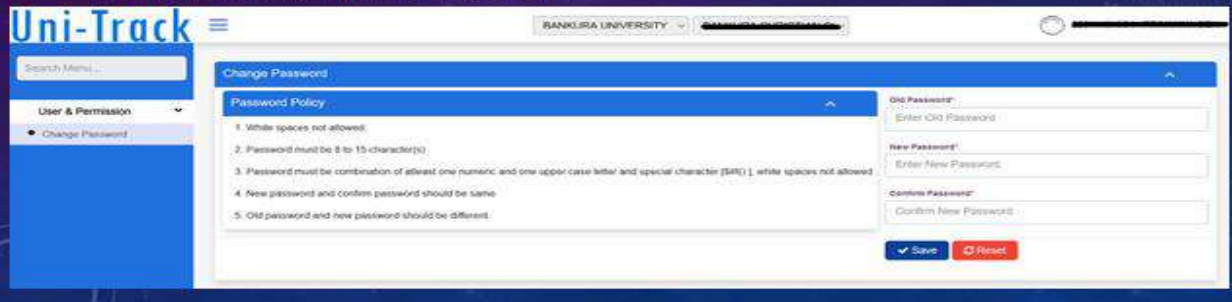 Uni-Track
BANKURA UNIVERSITY
Search Menu...
User & Permission
Change Password
Change Password
Password Policy
1. White spaces not allowed.
2. Password must be 8 to 15 character(s)
3. Password must be combination of atleast one numeric and one upper case letter and special character white spaces not allowed
4. New password and confirm password should be same
5. Old password and new password should be different
Old Password*
Enter Old Password
New Password*
Enter New Password
Confirm Password*
Confirm New Password
Save Reset